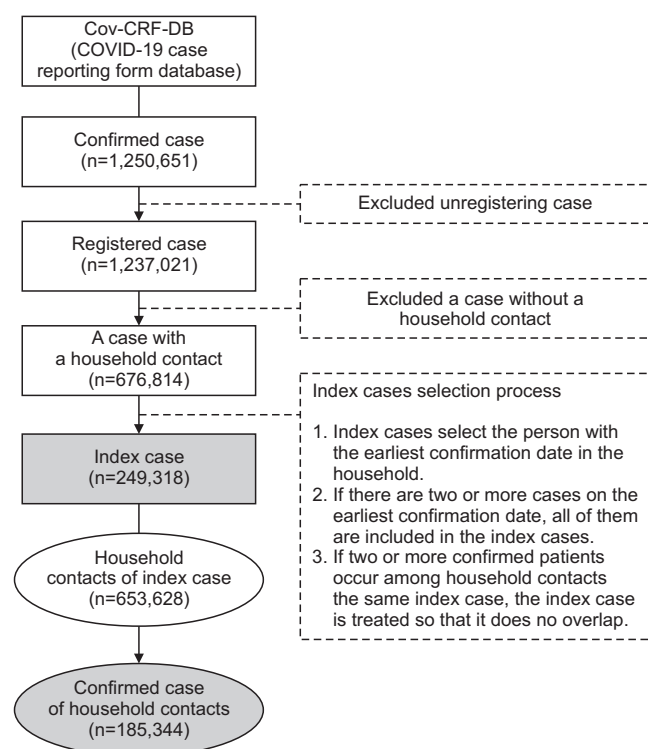 Cov-CRF-DB
(COVID-19 case
reporting form database)
Confirmed case
(n=1,250,651)
Excluded unregistering case
Registered case
(n=1,237,021)
Excluded a case without a
household contact
A case with
a household contact
(n=676,814)
Index cases selection process
1. Index cases select the person with
the earliest confirmation date in the
household.
2. If there are two or more cases on the
earliest confirmation date, all of them
are included in the index cases.
3. If two or more confirmed patients
occur among household contacts
the same index case, the index case
is treated so that it does no overlap.
Index case
(n=249,318)
Household
contacts of index case
(n=653,628)
Confirmed case
of household contacts
(n=185,344)